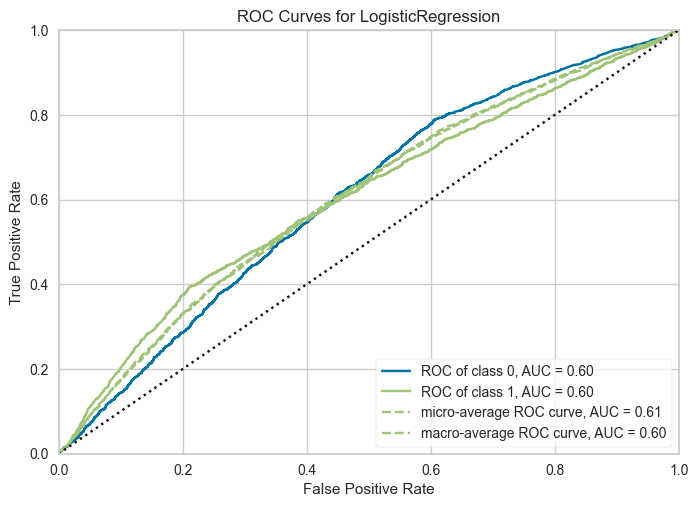 ROC Curves for LogisticRegression
1.0
0.8
0.6
0.4
0.2
0.0
True Positive Rate
ROC of class 0, AUC = 0.60
ROC of class 1, AUC = 0.60
micro-average ROC curve, AUC = 0.61
macro-average ROC curve, AUC = 0.60
0.0 0.2 0.4 0.6 0.8 1.0
False Positive Rate